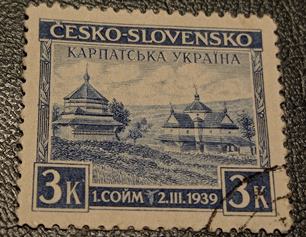 ČESKO-SLOVENSKO
КАРПАТСЬКА УКРАЇНА
3K 1.СОЙМ 2.III.1939 3K